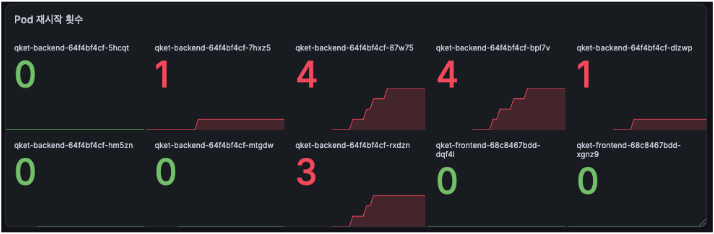 Pod 재시작 횟수
qket-backend-64f4bf4cf-5hcqt
0
qket-backend-64f4bf4cf-7hxz5
1
qket-backend-64f4bf4cf-87w75
4
qket-backend-64f4bf4cf-bpl7v
4
qket-backend-64f4bf4cf-dlzwp
1
qket-backend-64f4bf4cf-hm5zn
0
qket-backend-64f4bf4cf-mtgdw
0
qket-backend-64f4bf4cf-rxdzn
3
qket-frontend-68c8467bdd-
dqf4l
0
qket-frontend-68c8467bdd-
xgnz9
0